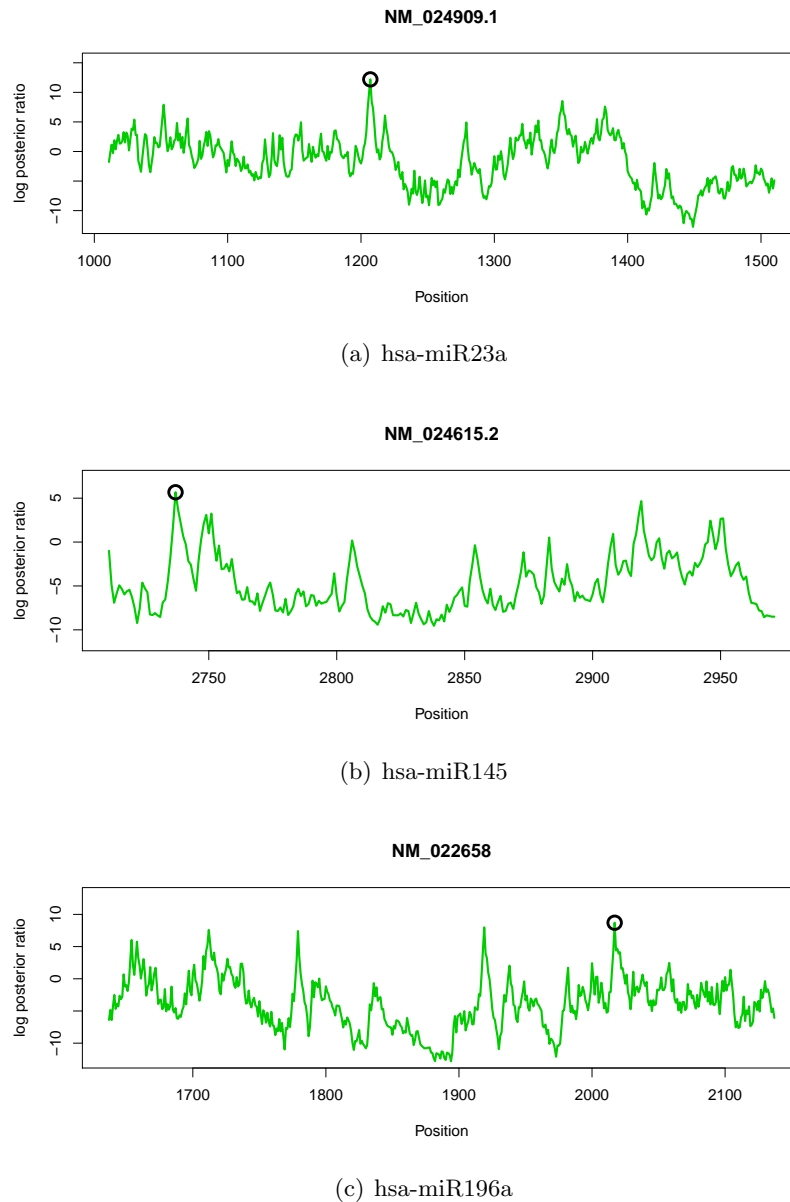 NM_024909.1
log posterior ratio
10
5
0
−10
1000 1100 1200 1300 1400 1500
Position
(a) hsa-miR23a
NM_024615.2
log posterior ratio
5
0
−5
−10
2750 2800 2850 2900 2950
Position
(b) hsa-miR145
NM_022658
log posterior ratio
10
5
0
−10
1700 1800 1900 2000 2100
Position
(c) hsa-miR196a